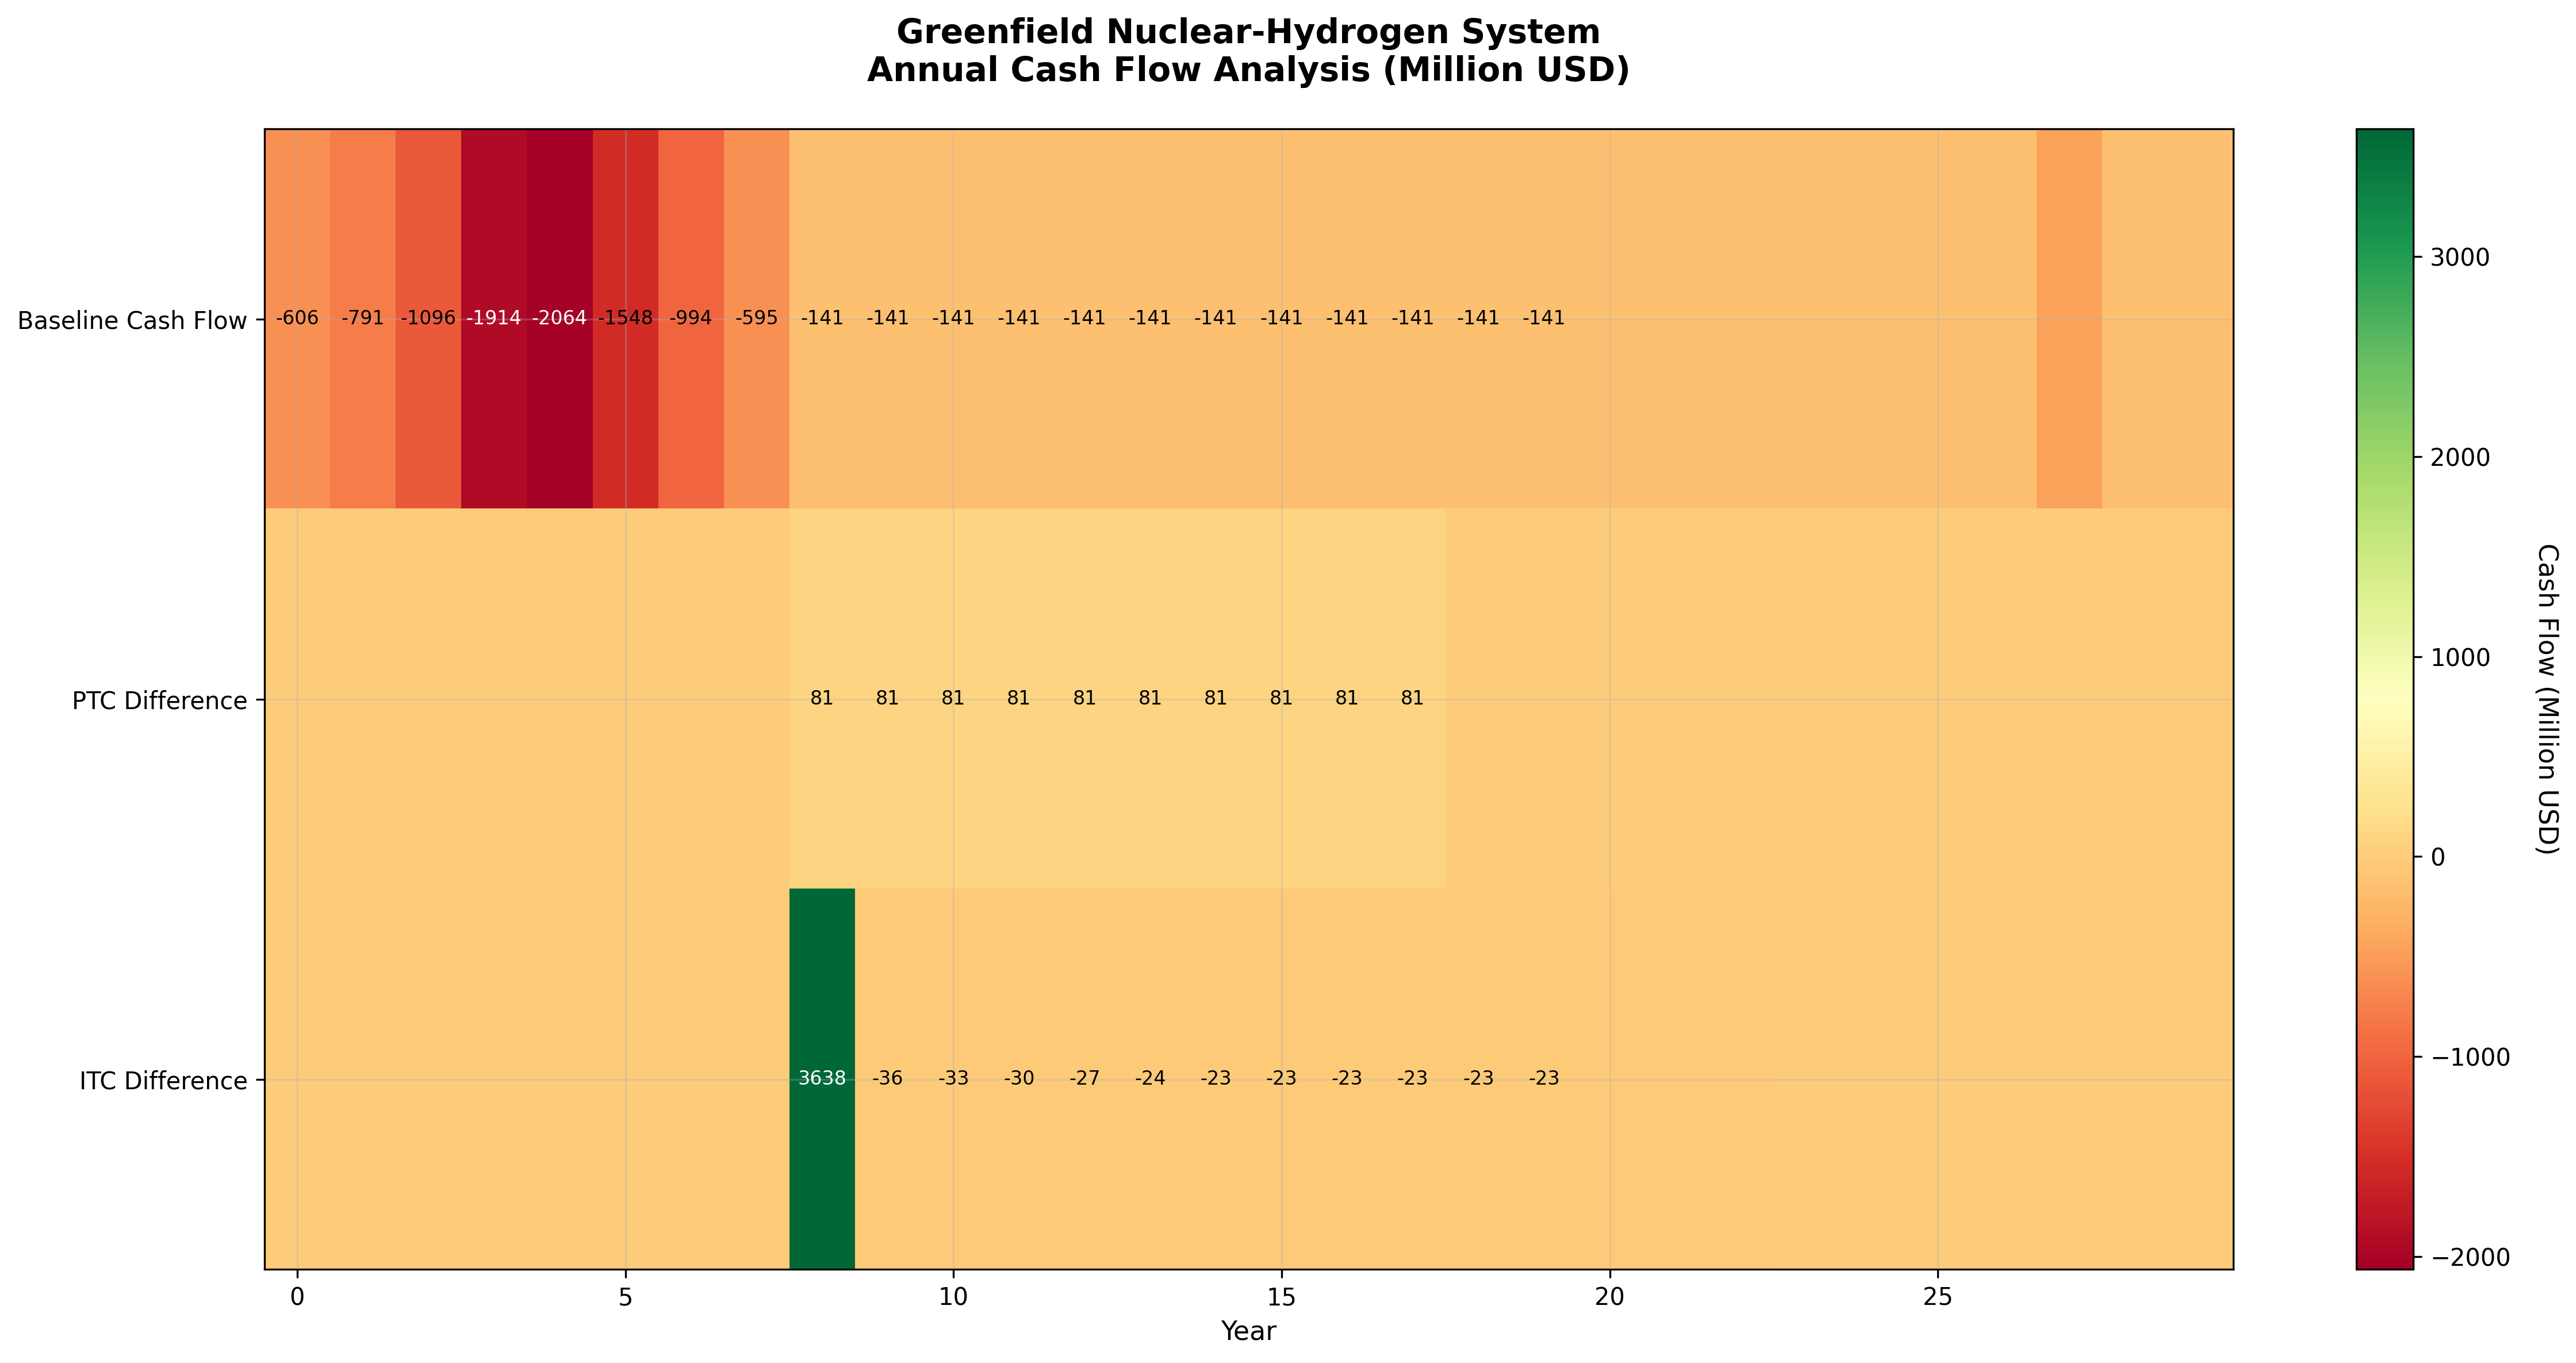 Greenfield Nuclear-Hydrogen System
Annual Cash Flow Analysis (Million USD)
Baseline Cash Flow
-606 -791 -1096 -1914 -2064 -1548 -994 -595 -141 -141 -141 -141 -141 -141 -141 -141 -141 -141 -141 -141
PTC Difference
81 81 81 81 81 81 81 81 81 81
ITC Difference
3638 -36 -33 -30 -27 -24 -23 -23 -23 -23 -23 -23
0 5 10 15 20 25
Year
3000
2000
1000
0
−1000
−2000
Cash Flow (Million USD)